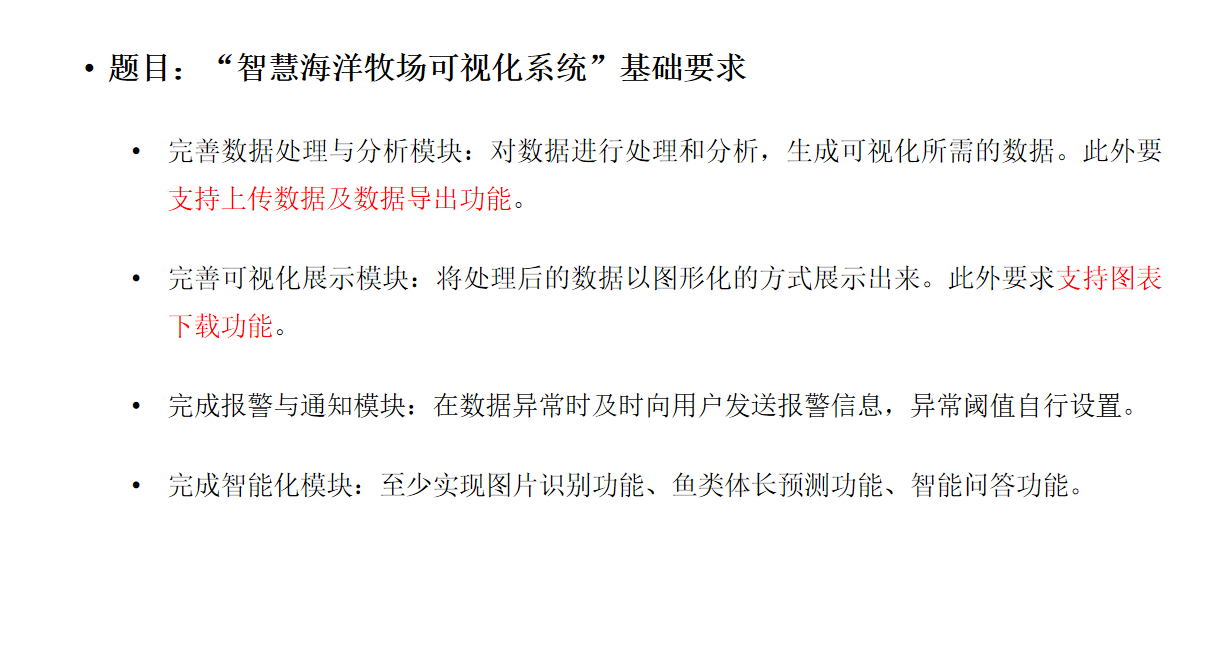 • 题目：“智慧海洋牧场可视化系统”基础要求
• 完善数据处理与分析模块：对数据进行处理和分析，生成可视化所需的数据。此外要
支持上传数据及数据导出功能。
• 完善可视化展示模块：将处理后的数据以图形化的方式展示出来。此外要求支持图表
下载功能。
• 完成报警与通知模块：在数据异常时及时向用户发送报警信息，异常阈值自行设置。
• 完成智能化模块：至少实现图片识别功能、鱼类体长预测功能、智能问答功能。